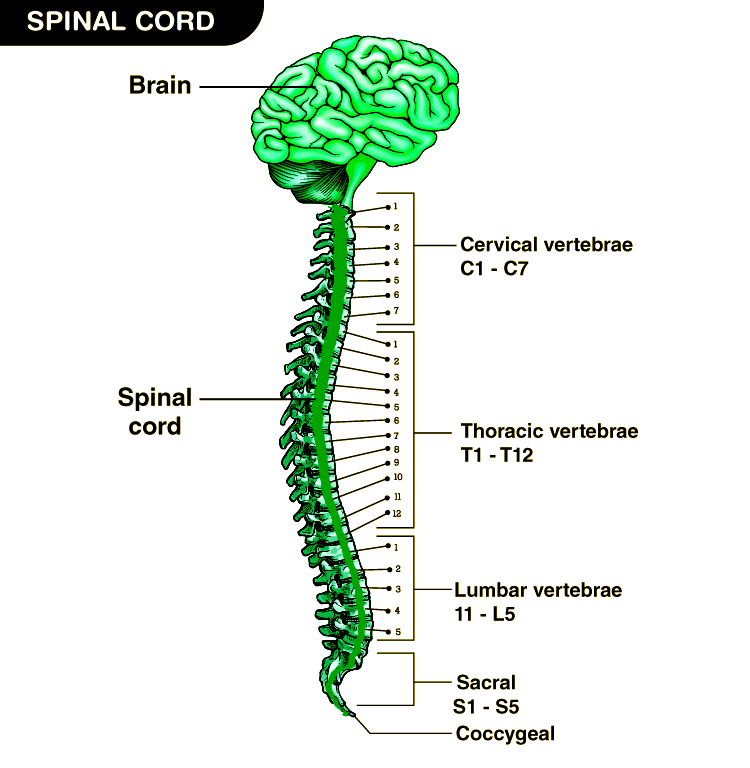 SPINAL CORD
Brain
1
2
3
4
5
6
7
Cervical vertebrae
C1 - C7
1
2
3
4
5
6
7
8
9
10
11
12
Spinal
cord
Thoracic vertebrae
T1 - T12
1
2
3
4
5
Lumbar vertebrae
11 - L5
Sacral
S1 - S5
Coccygeal